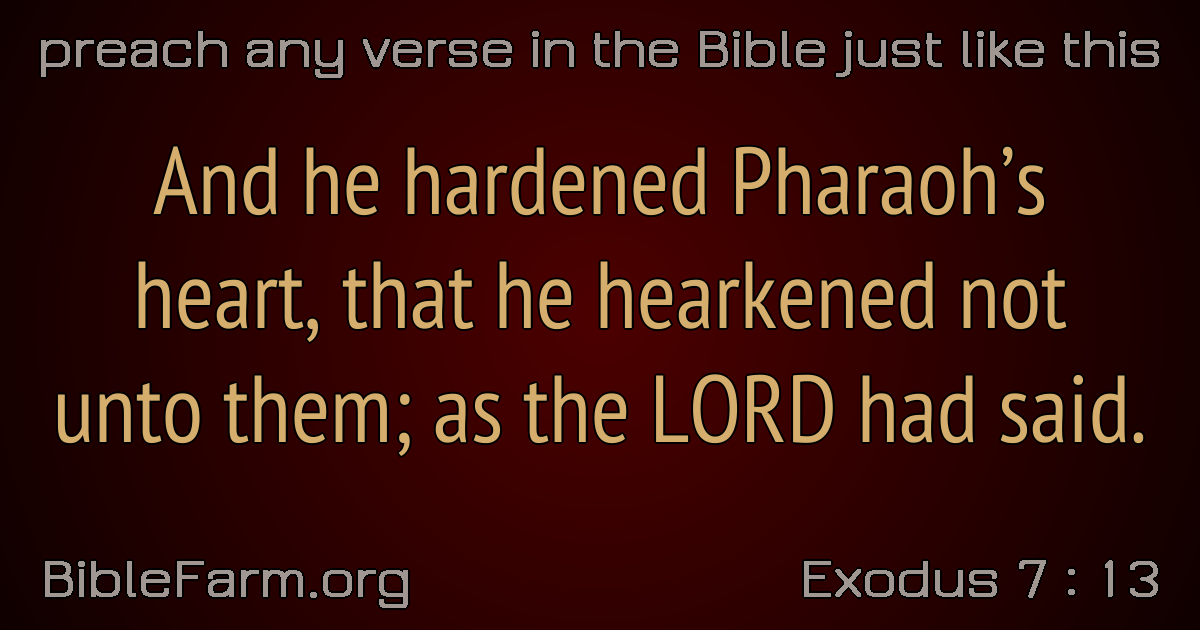 preach any verse in the Bible just like this
And he hardened Pharaoh’s
heart, that he hearkened not
unto them; as the LORD had said.
BibleFarm.org
Exodus 7 : 13